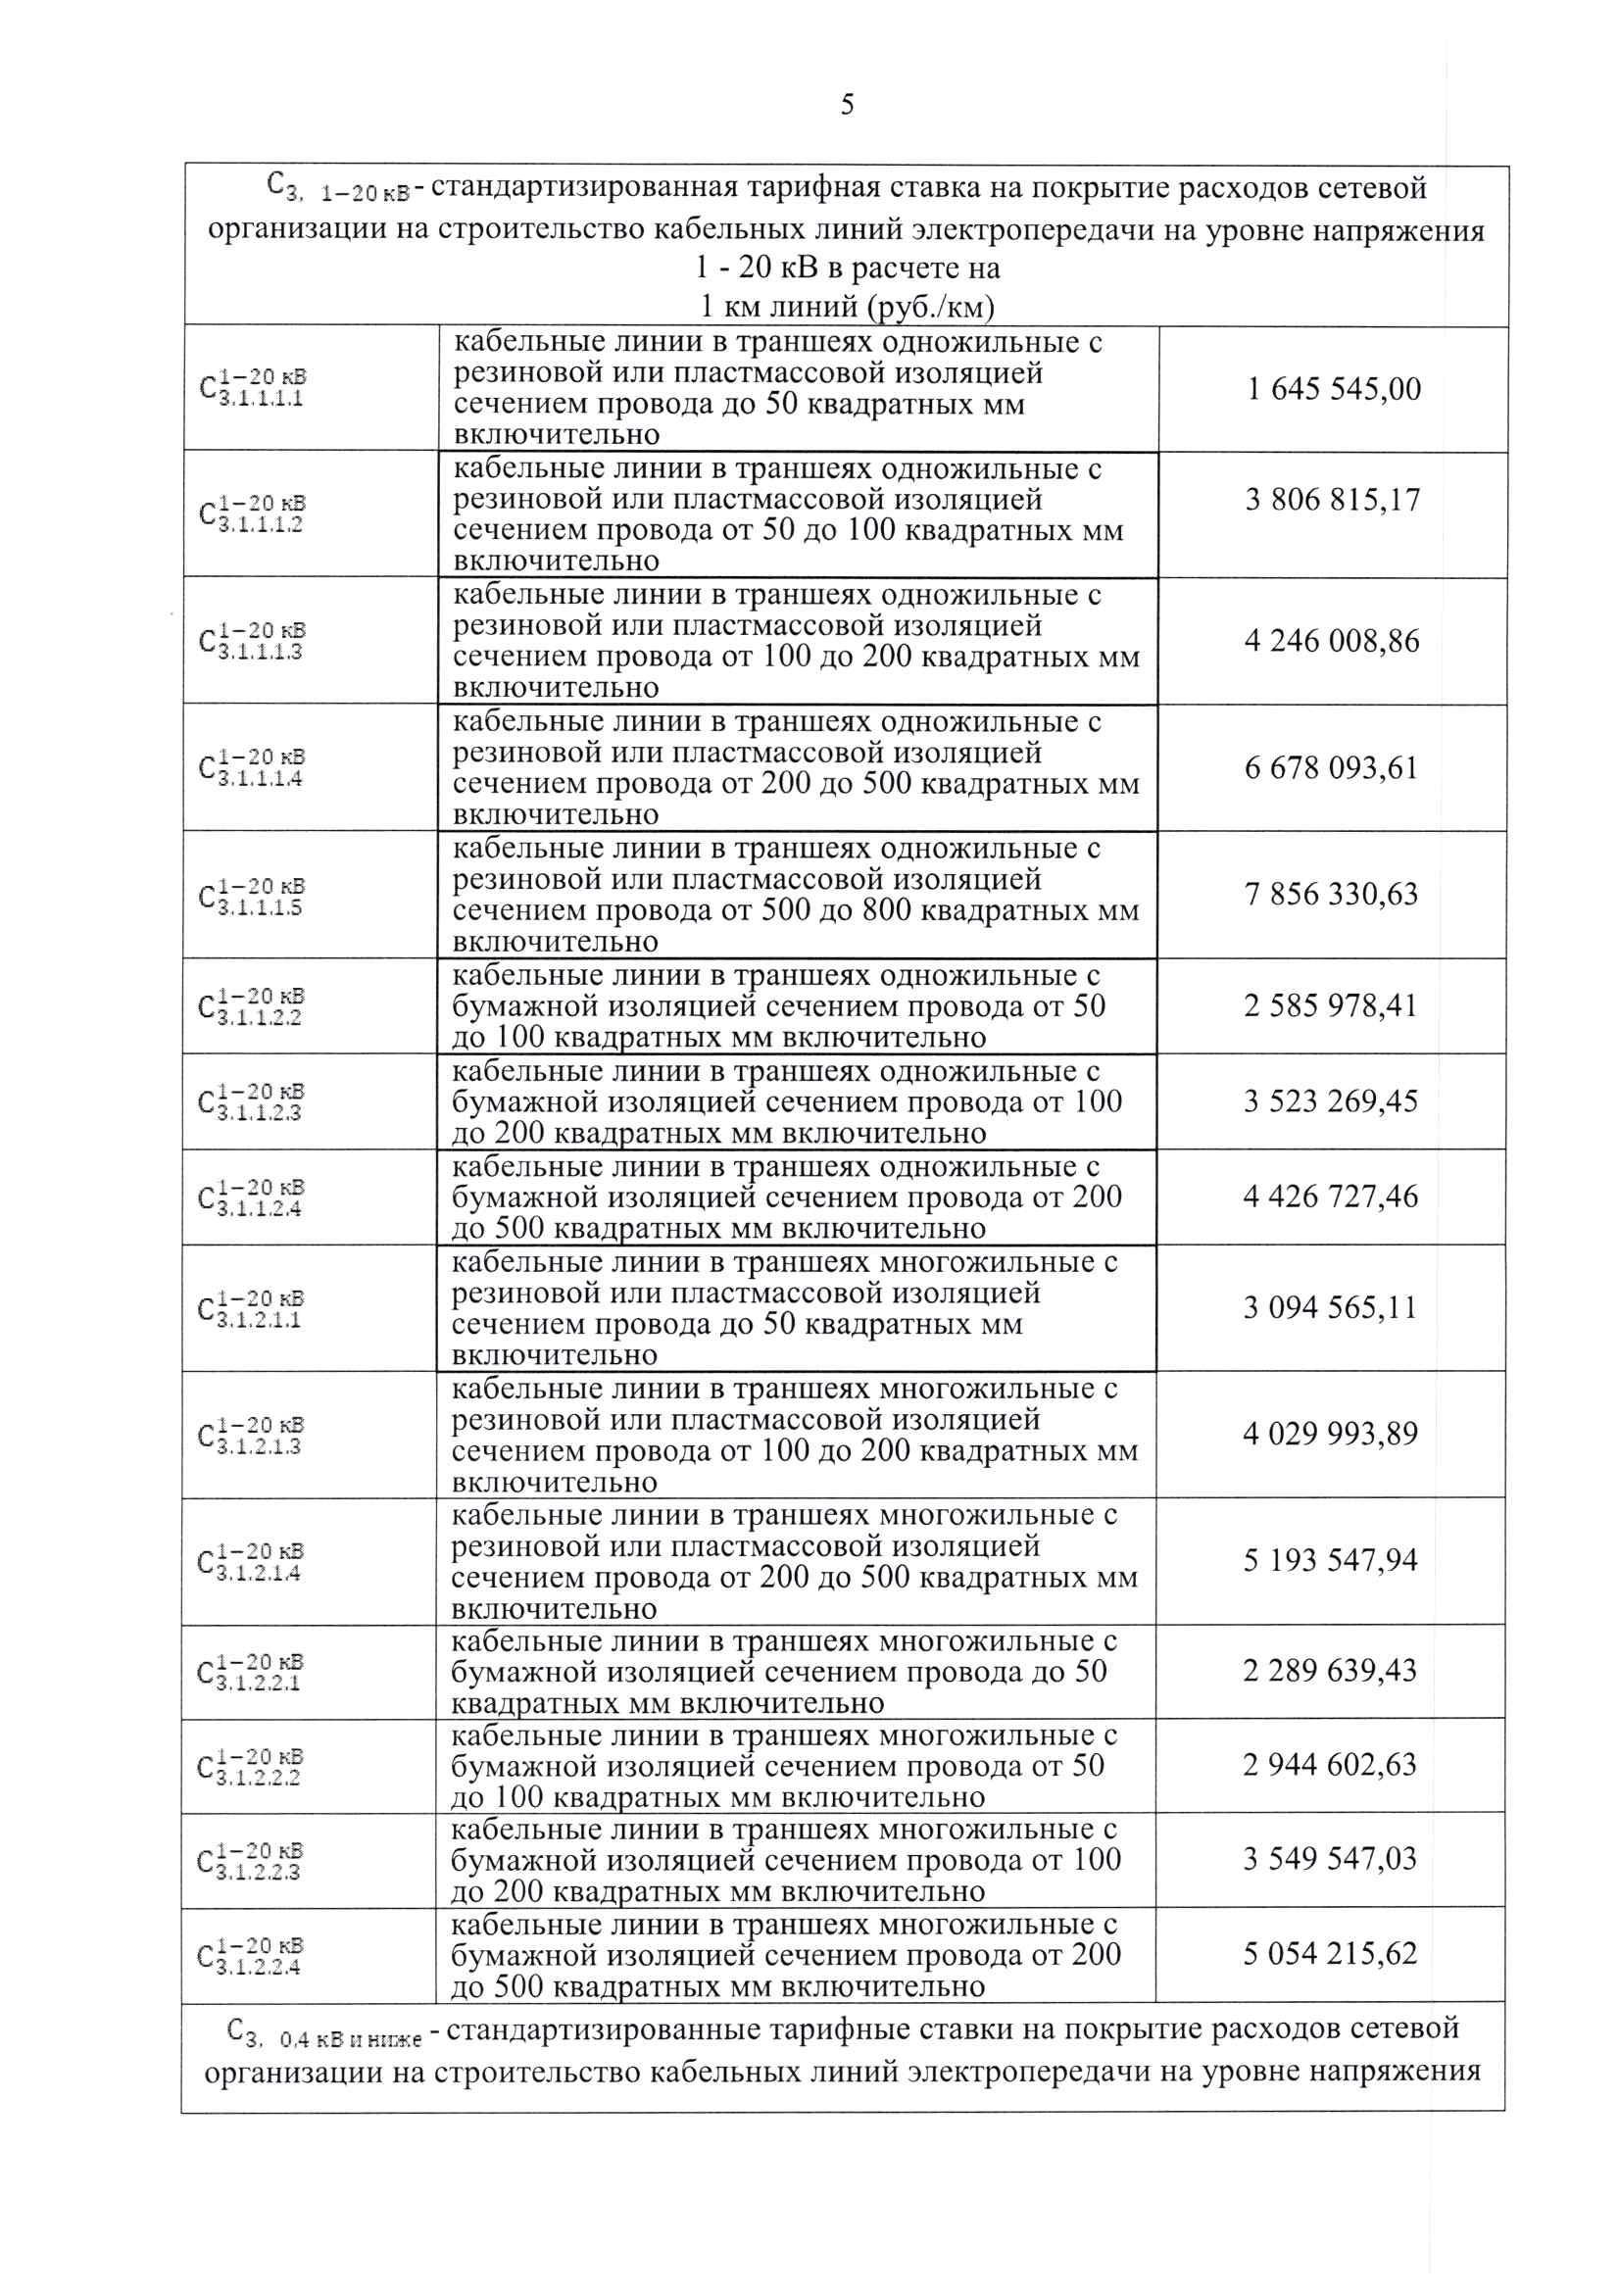 5
С3, 1−20 кВ - стандартизированная тарифная ставка на покрытие расходов сетевой
организации на строительство кабельных линий электропередачи на уровне напряжения
1 - 20 кВ в расчете на
1 км линий (руб./км)
С 1−20 кВ 3.1.1.1.1
кабельные линии в траншеях одножильные с
резиновой или пластмассовой изоляцией
сечением провода до 50 квадратных мм
включительно
1 645 545,00
С 1−20 кВ 3.1.1.1.2
кабельные линии в траншеях одножильные с
резиновой или пластмассовой изоляцией
сечением провода от 50 до 100 квадратных мм
включительно
3 806 815,17
С 1−20 кВ 3.1.1.1.3
кабельные линии в траншеях одножильные с
резиновой или пластмассовой изоляцией
сечением провода от 100 до 200 квадратных мм
включительно
4 246 008,86
С 1−20 кВ 3.1.1.1.4
кабельные линии в траншеях одножильные с
резиновой или пластмассовой изоляцией
сечением провода от 200 до 500 квадратных мм
включительно
6 678 093,61
С 1−20 кВ 3.1.1.1.5
кабельные линии в траншеях одножильные с
резиновой или пластмассовой изоляцией
сечением провода от 500 до 800 квадратных мм
включительно
7 856 330,63
С 1−20 кВ 3.1.1.2.2
кабельные линии в траншеях одножильные с
бумажной изоляцией сечением провода от 50
до 100 квадратных мм включительно
2 585 978,41
С 1−20 кВ 3.1.1.2.3
кабельные линии в траншеях одножильные с
бумажной изоляцией сечением провода от 100
до 200 квадратных мм включительно
3 523 269,45
С 1−20 кВ 3.1.1.2.4
кабельные линии в траншеях одножильные с
бумажной изоляцией сечением провода от 200
до 500 квадратных мм включительно
4 426 727,46
С 1−20 кВ 3.1.2.1.1
кабельные линии в траншеях многожильные с
резиновой или пластмассовой изоляцией
сечением провода до 50 квадратных мм
включительно
3 094 565,11
С 1−20 кВ 3.1.2.1.3
кабельные линии в траншеях многожильные с
резиновой или пластмассовой изоляцией
сечением провода от 100 до 200 квадратных мм
включительно
4 029 993,89
С 1−20 кВ 3.1.2.1.4
кабельные линии в траншеях многожильные с
резиновой или пластмассовой изоляцией
сечением провода от 200 до 500 квадратных мм
включительно
5 193 547,94
С 1−20 кВ 3.1.2.2.1
кабельные линии в траншеях многожильные с
бумажной изоляцией сечением провода до 50
квадратных мм включительно
2 289 639,43
С 1−20 кВ 3.1.2.2.2
кабельные линии в траншеях многожильные с
бумажной изоляцией сечением провода от 50
до 100 квадратных мм включительно
2 944 602,63
С 1−20 кВ 3.1.2.2.3
кабельные линии в траншеях многожильные с
бумажной изоляцией сечением провода от 100
до 200 квадратных мм включительно
3 549 547,03
С 1−20 кВ 3.1.2.2.4
кабельные линии в траншеях многожильные с
бумажной изоляцией сечением провода от 200
до 500 квадратных мм включительно
5 054 215,62
С3, 0,4 кВ и ниже - стандартизированные тарифные ставки на покрытие расходов сетевой
организации на строительство кабельных линий электропередачи на уровне напряжения